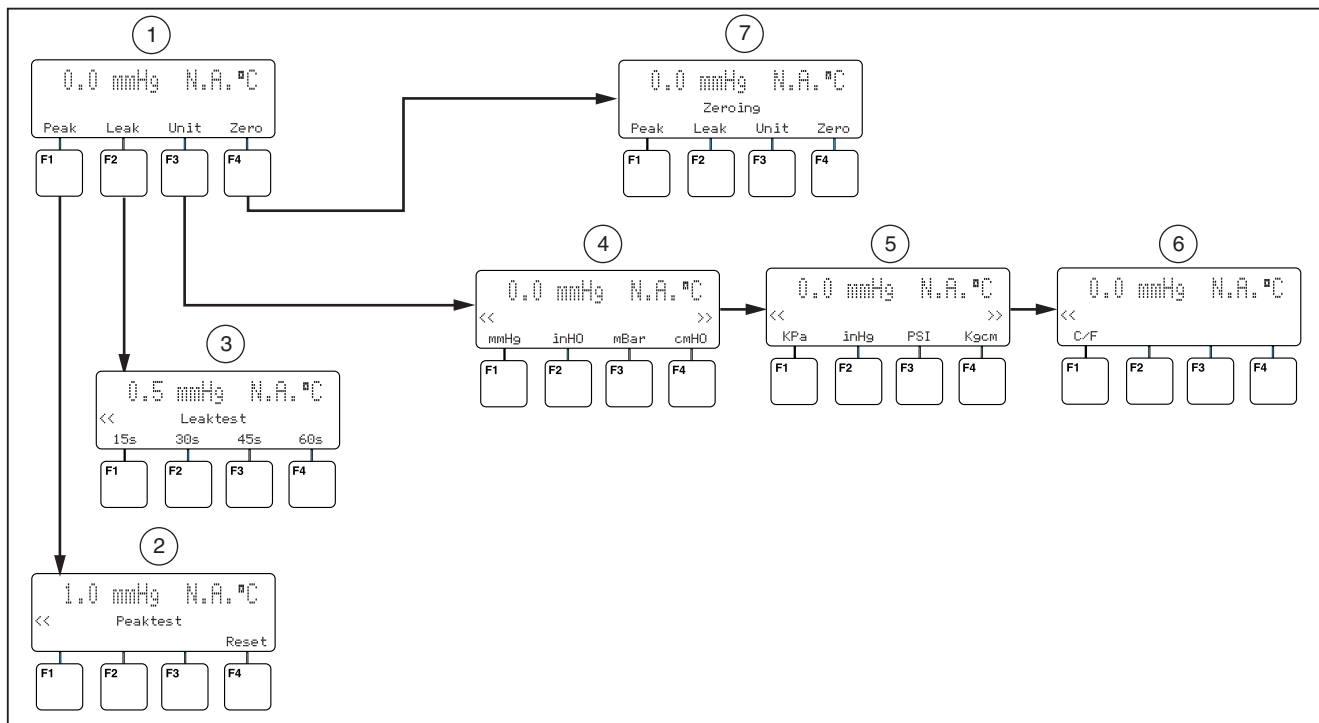 1
0.0 mmHg N.A.°C
Peak Leak Unit Zero
F1 F2 F3 F4
7
0.0 mmHg N.A.°C
Zeroing
Peak Leak Unit Zero
F1 F2 F3 F4
4
0.0 mmHg N.A.°C
<< >>
mmHg inHO mBar cmHO
F1 F2 F3 F4
5
0.0 mmHg N.A.°C
<< >>
KPa inHg PSI Kgcm
F1 F2 F3 F4
6
0.0 mmHg N.A.°C
<<
C/F
F1 F2 F3 F4
3
0.5 mmHg N.A.°C
<< Leaktest
15s 30s 45s 60s
F1 F2 F3 F4
2
1.0 mmHg N.A.°C
<< Peaktest
Reset
F1 F2 F3 F4